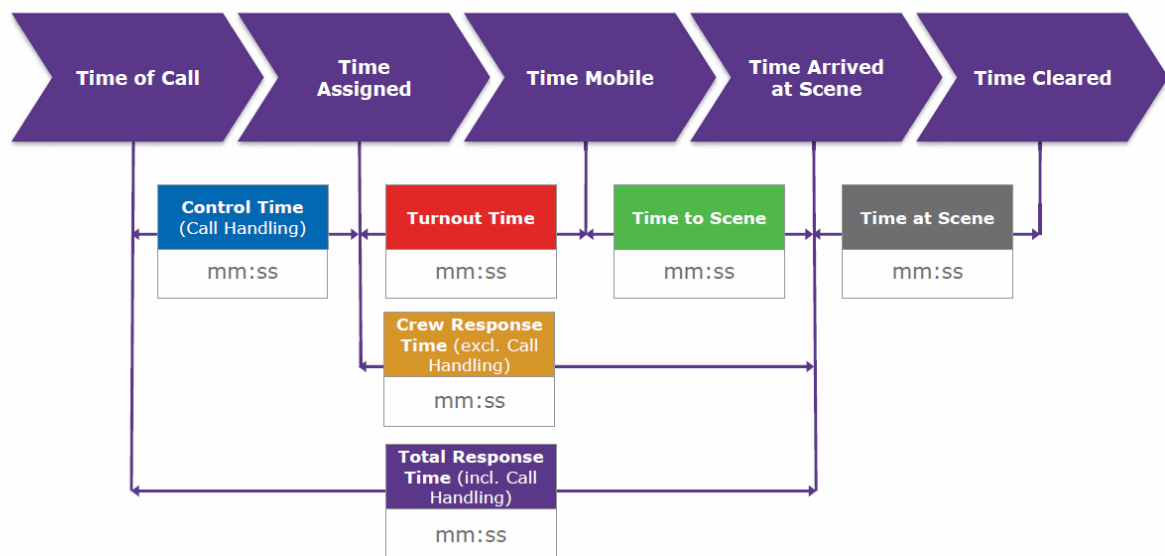 Time of Call
Time
Assigned
Time Mobile
Time Arrived
at Scene
Time Cleared
Control Time
(Call Handling)
mm:ss
Turnout Time
mm:ss
Time to Scene
mm:ss
Time at Scene
mm:ss
Crew Response
Time (excl. Call
Handling)
mm:ss
Total Response
Time (incl. Call
Handling)
mm:ss